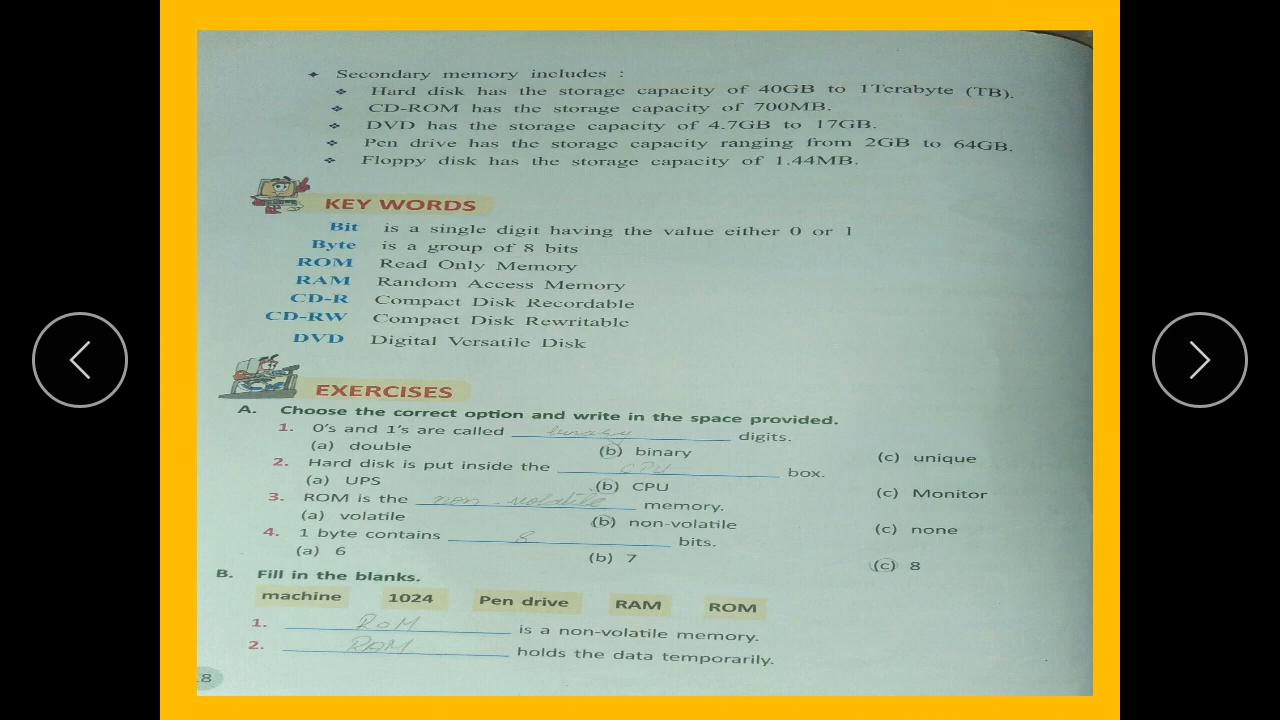 Secondary memory includes :
Hard disk has the storage capacity of 40GB to 1Terabyte (TB).
CD-ROM has the storage capacity of 700MB.
DVD has the storage capacity of 4.7GB to 17GB.
Pen drive has the storage capacity ranging from 2GB to 64GB.
Floppy disk has the storage capacity of 1.44MB.
KEY WORDS
Bit is a single digit having the value either 0 or 1
Byte is a group of 8 bits
ROM Read Only Memory
RAM Random Access Memory
CD-R Compact Disk Recordable
CD-RW Compact Disk Rewritable
DVD Digital Versatile Disk
EXERCISES
A. Choose the correct option and write in the space provided.
1. 0's and 1's are called binary digits.
(a) double (b) binary (c) unique
2. Hard disk is put inside the CPU box.
(a) UPS (b) CPU (c) Monitor
3. ROM is the non-volatile memory.
(a) volatile (b) non-volatile (c) none
4. 1 byte contains 8 bits.
(a) 6 (b) 7 (c) 8
B. Fill in the blanks.
machine 1024 Pen drive RAM ROM
1. ROM is a non-volatile memory.
2. RAM holds the data temporarily.
8